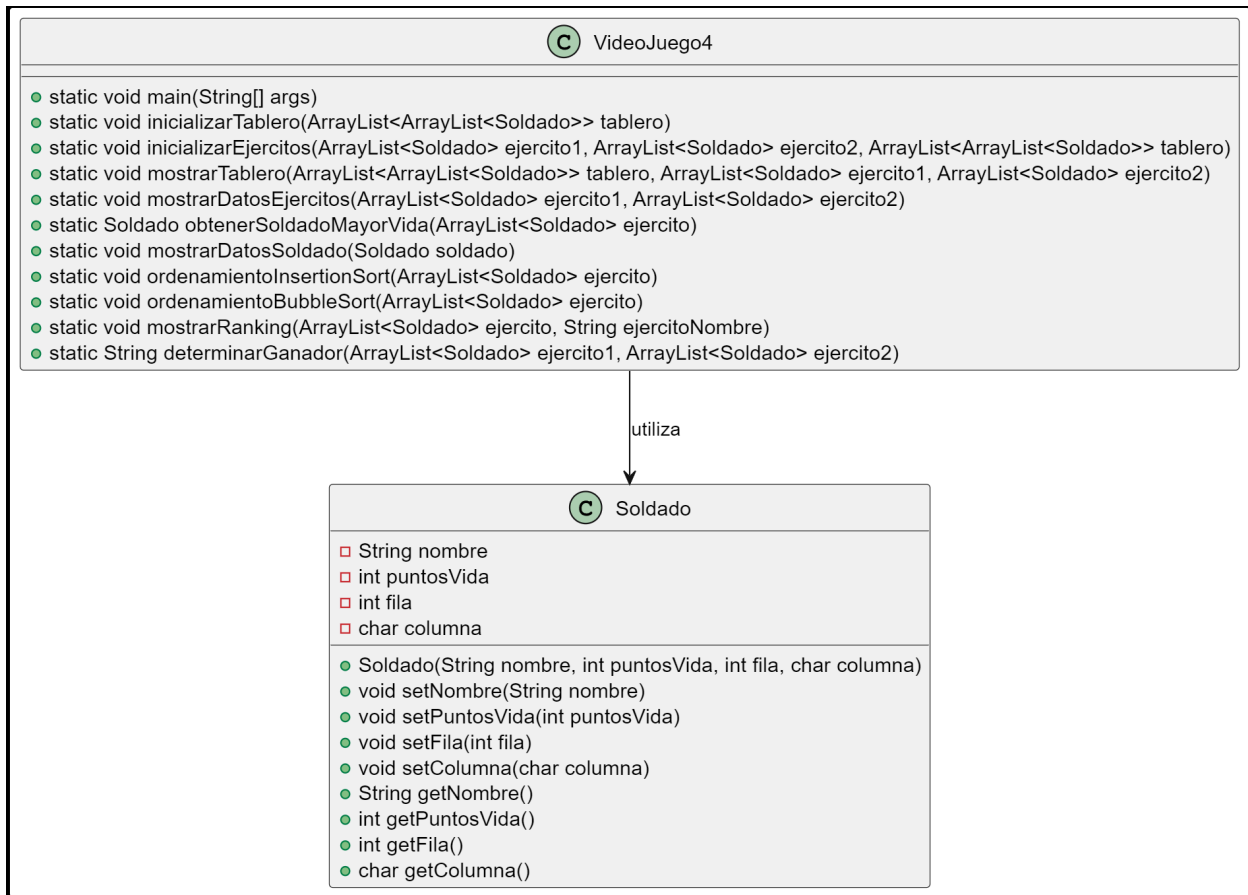 C VideoJuego4
static void main(String[] args)
static void inicializarTablero(ArrayList<ArrayList<Soldado>> tablero)
static void inicializarEjercitos(ArrayList<Soldado> ejercito1, ArrayList<Soldado> ejercito2, ArrayList<ArrayList<Soldado>> tablero)
static void mostrarTablero(ArrayList<ArrayList<Soldado>> tablero, ArrayList<Soldado> ejercito1, ArrayList<Soldado> ejercito2)
static void mostrarDatosEjercitos(ArrayList<Soldado> ejercito1, ArrayList<Soldado> ejercito2)
static Soldado obtenerSoldadoMayorVida(ArrayList<Soldado> ejercito)
static void mostrarDatosSoldado(Soldado soldado)
static void ordenamientoInsertionSort(ArrayList<Soldado> ejercito)
static void ordenamientoBubbleSort(ArrayList<Soldado> ejercito)
static void mostrarRanking(ArrayList<Soldado> ejercito, String ejercitoNombre)
static String determinarGanador(ArrayList<Soldado> ejercito1, ArrayList<Soldado> ejercito2)
utiliza
C Soldado
String nombre
int puntosVida
int fila
char columna
Soldado(String nombre, int puntosVida, int fila, char columna)
void setNombre(String nombre)
void setPuntosVida(int puntosVida)
void setFila(int fila)
void setColumna(char columna)
String getNombre()
int getPuntosVida()
int getFila()
char getColumna()